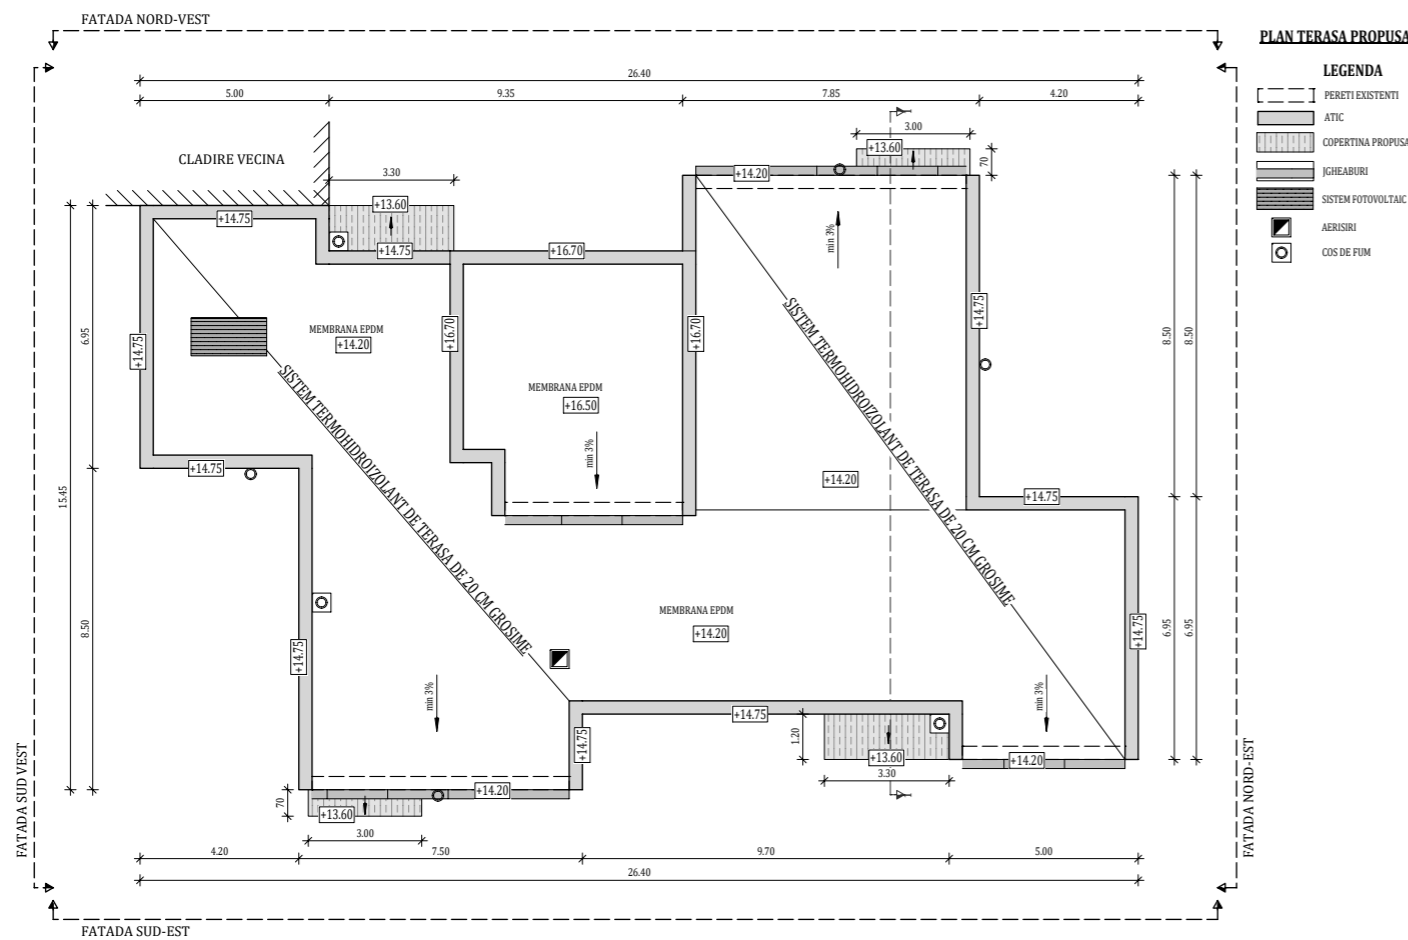 FATADA NORD-VEST
PLAN TERASA PROPUSA
26.40
5.00
9.35
7.85
4.20
LEGENDA
PERETI EXISTENTI
ATIC
COPERTINA PROPUSA
JGHEABURI
SISTEM FOTOVOLTAIC
AERISIRI
COS DE FUM
3.00
+13.60
70
CLADIRE VECINA
3.30
+14.20
+13.60
+14.75
+14.75
+16.70
min 3%
SISTEM TERMOHIDROIZOLANT DE TERASA DE 20 CM GROSIME
+14.75
6.95
+14.75
MEMBRANA EPDM
+14.20
+16.70
+16.70
8.50
8.50
SISTEM TERMOHIDROIZOLANT DE TERASA DE 20 CM GROSIME
MEMBRANA EPDM
+16.50
min 3%
+14.75
+14.20
+14.75
15.45
8.50
MEMBRANA EPDM
+14.20
+14.75
+14.75
6.95
6.95
min 3%
+14.75
+14.75
1.20
min 3%
+13.60
+14.20
3.30
+14.20
70
+13.60
3.00
FATADA SUD VEST
FATADA NORD-EST
4.20
7.50
9.70
5.00
26.40
FATADA SUD-EST